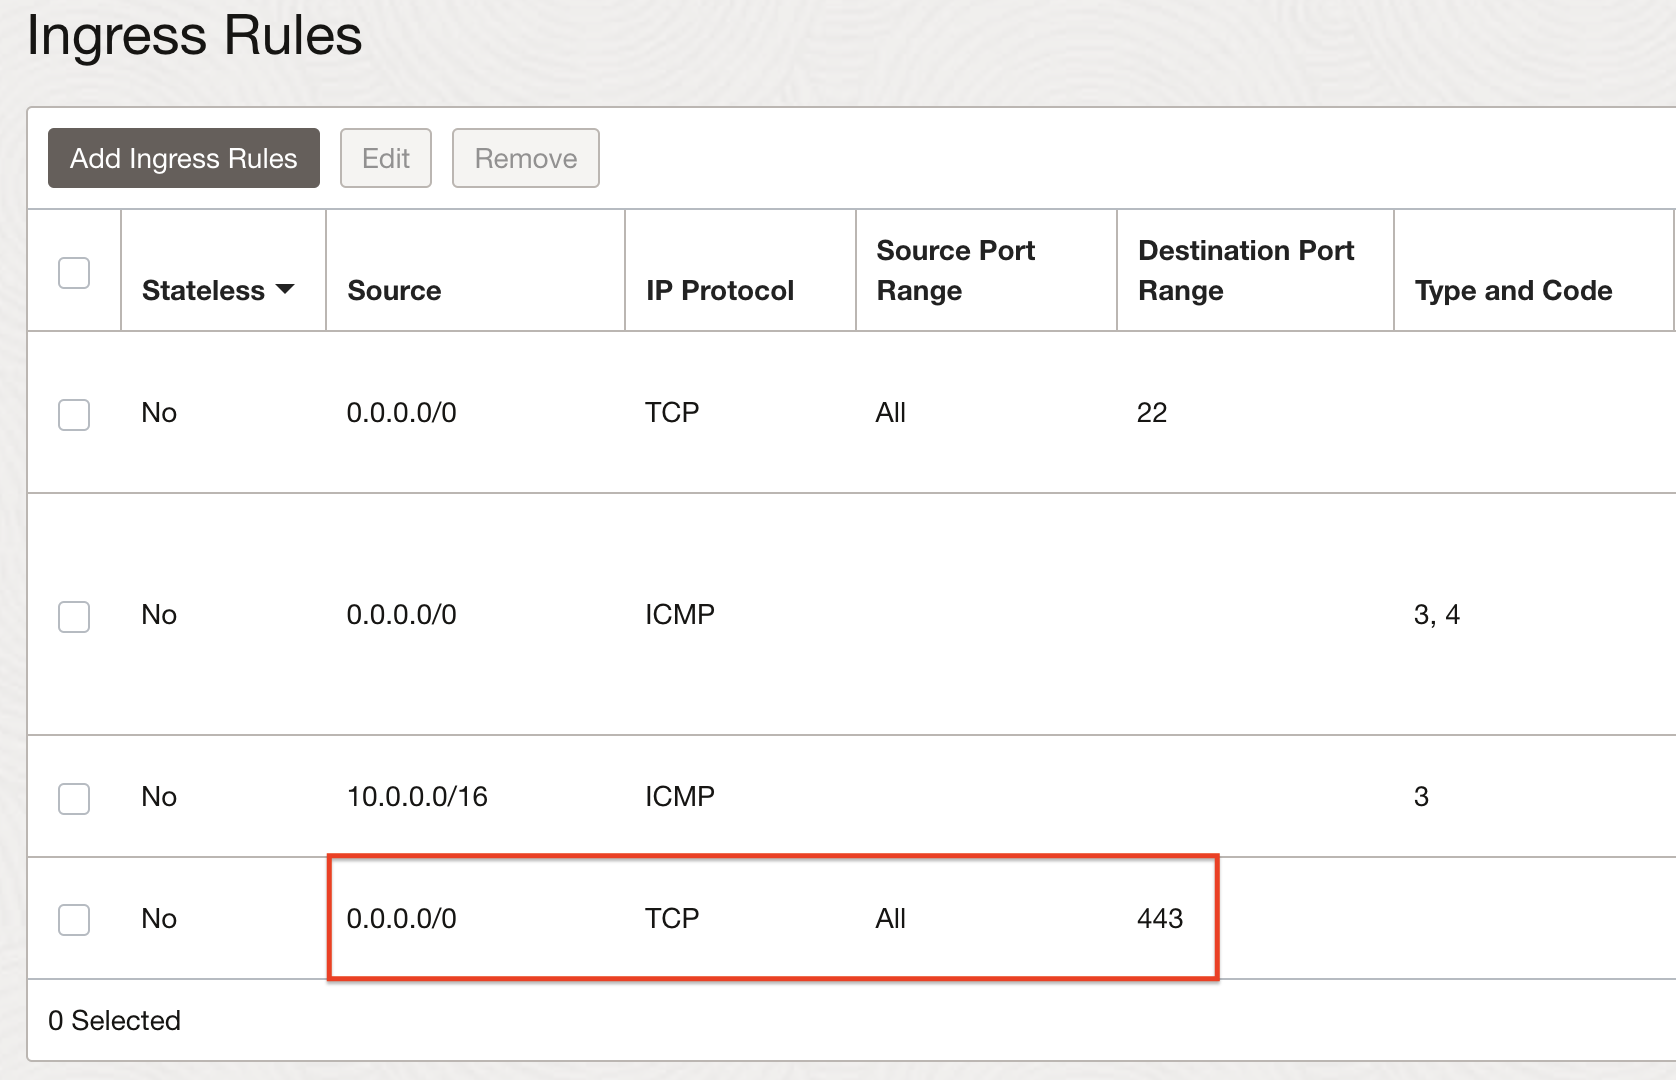 Ingress Rules
Add Ingress Rules Edit Remove
Stateless Source IP Protocol Source Port Range Destination Port Range Type and Code
No 0.0.0.0/0 TCP All 22
No 0.0.0.0/0 ICMP 3, 4
No 10.0.0.0/16 ICMP 3
No 0.0.0.0/0 TCP All 443
0 Selected